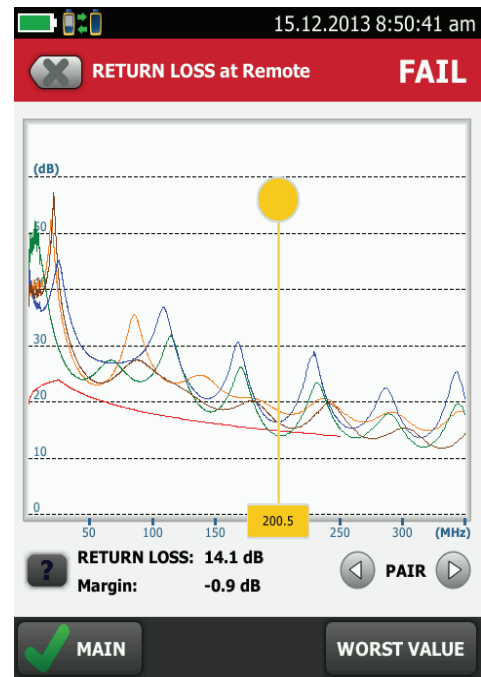 15.12.2013 8:50:41 am
RETURN LOSS at Remote FAIL
(dB)
50
30
20
10
0
50 100 150 200.5 250 300 (MHz)
? RETURN LOSS: 14.1 dB PAIR
Margin: -0.9 dB
MAIN WORST VALUE